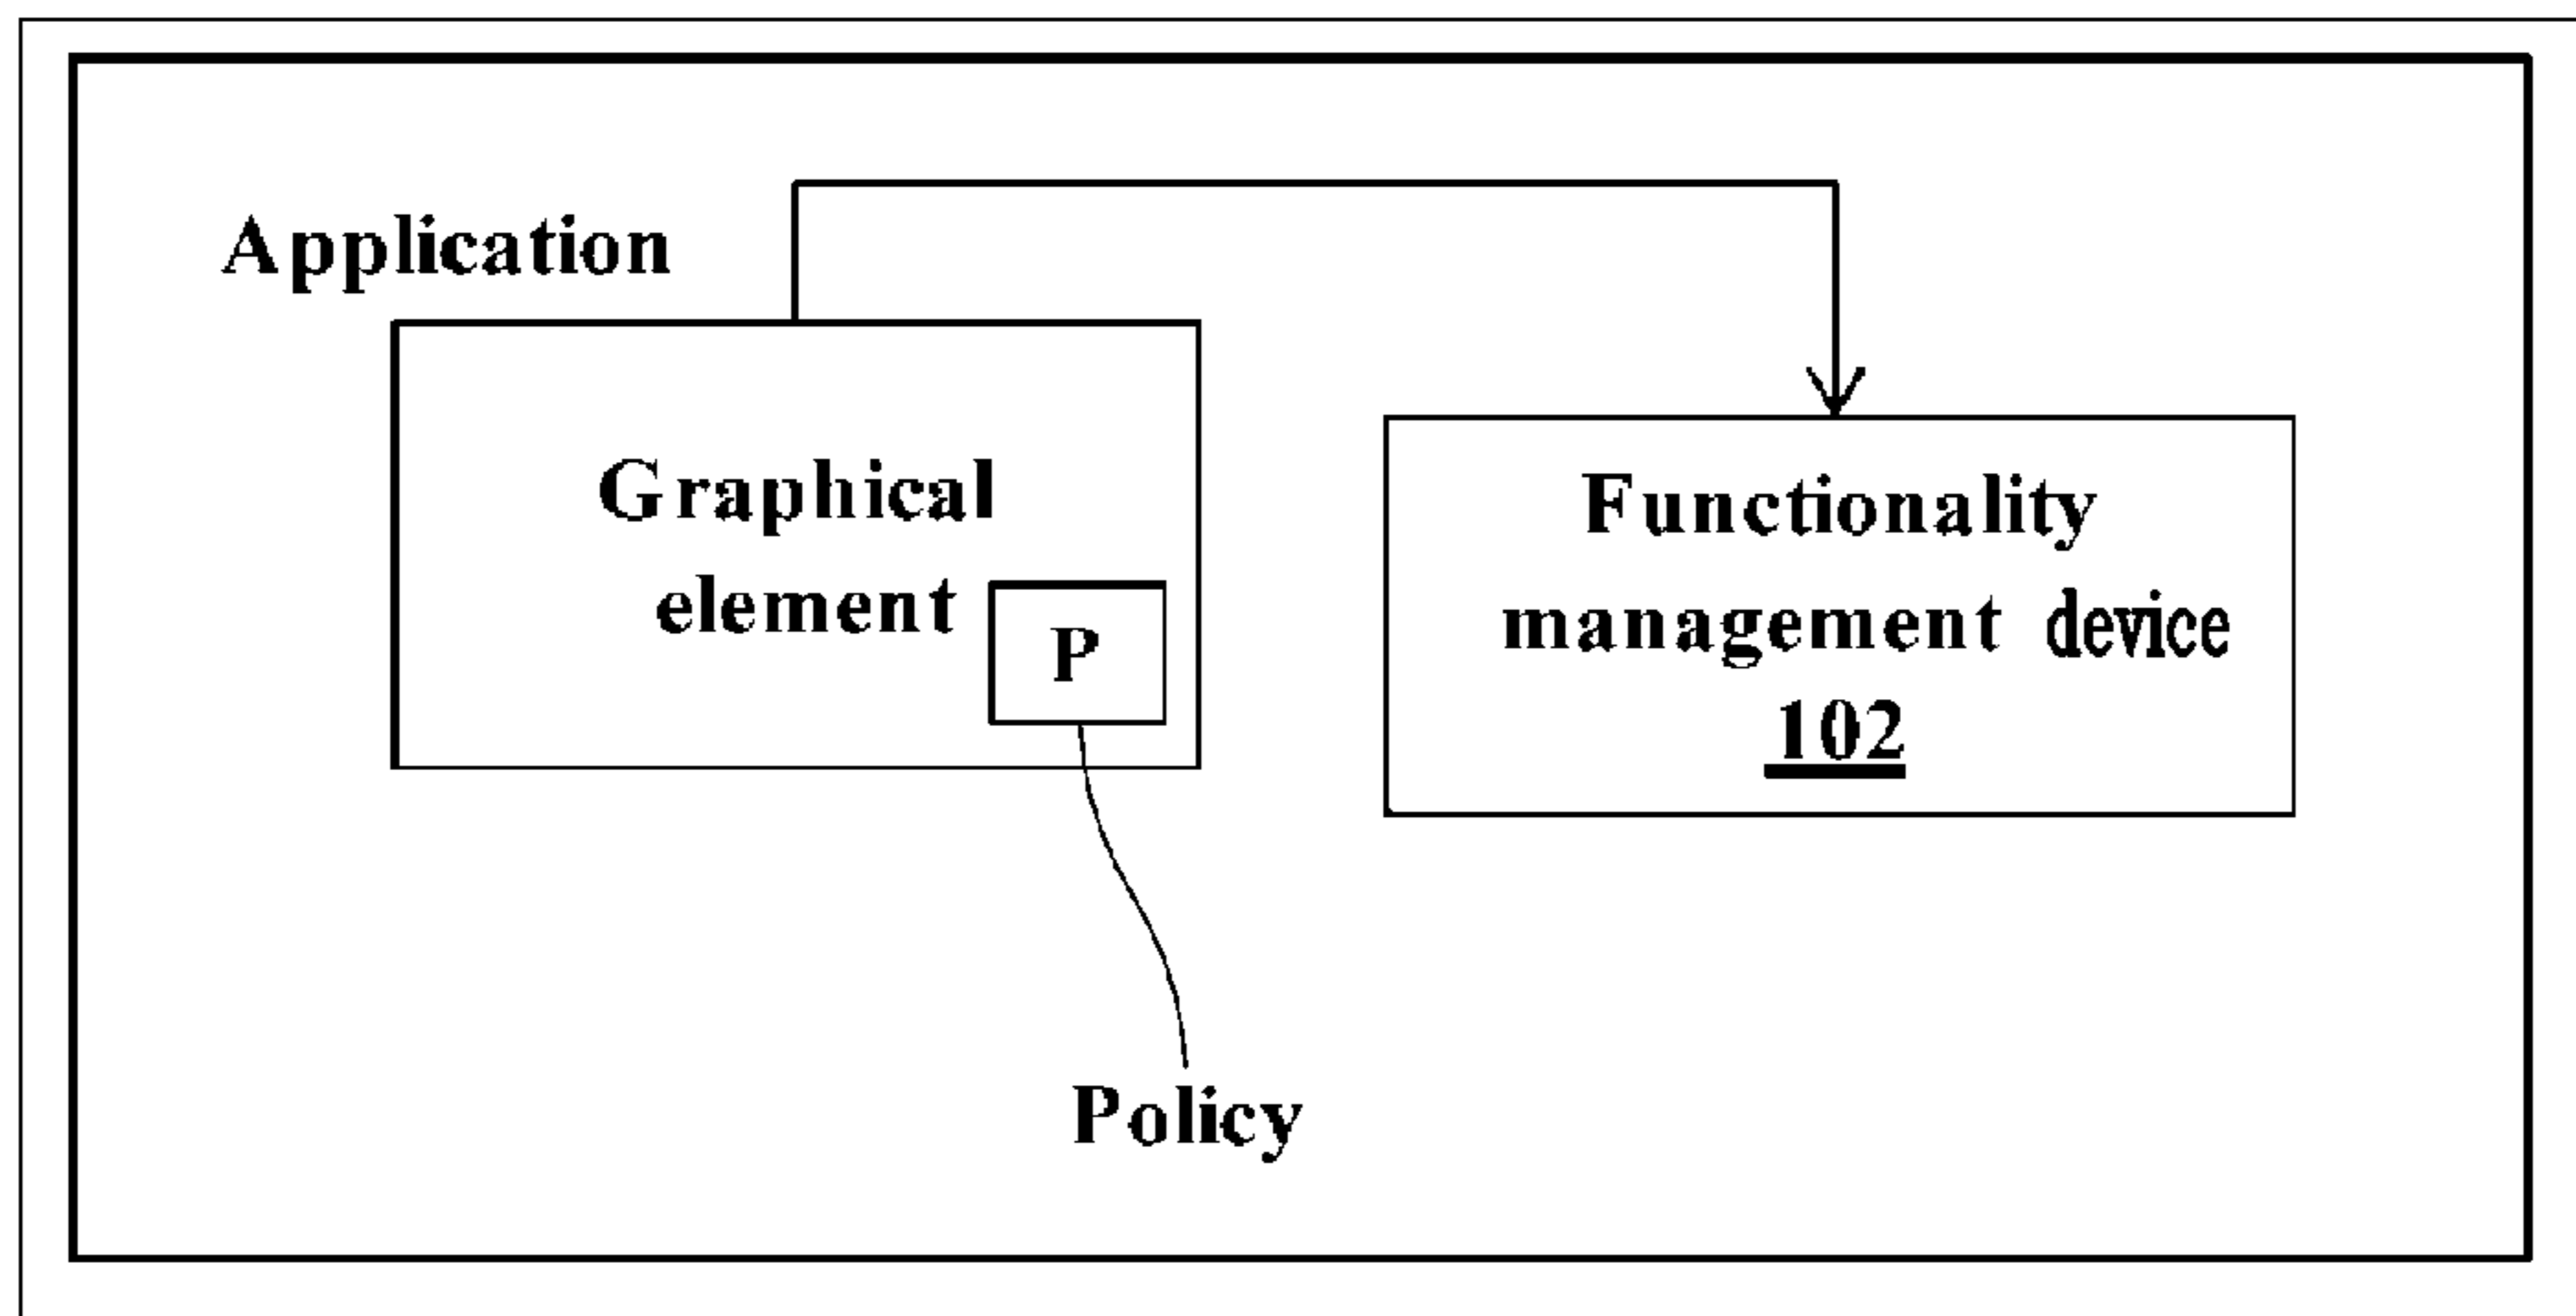 Application
Graphical
element
P
Functionality
management device
102
Policy